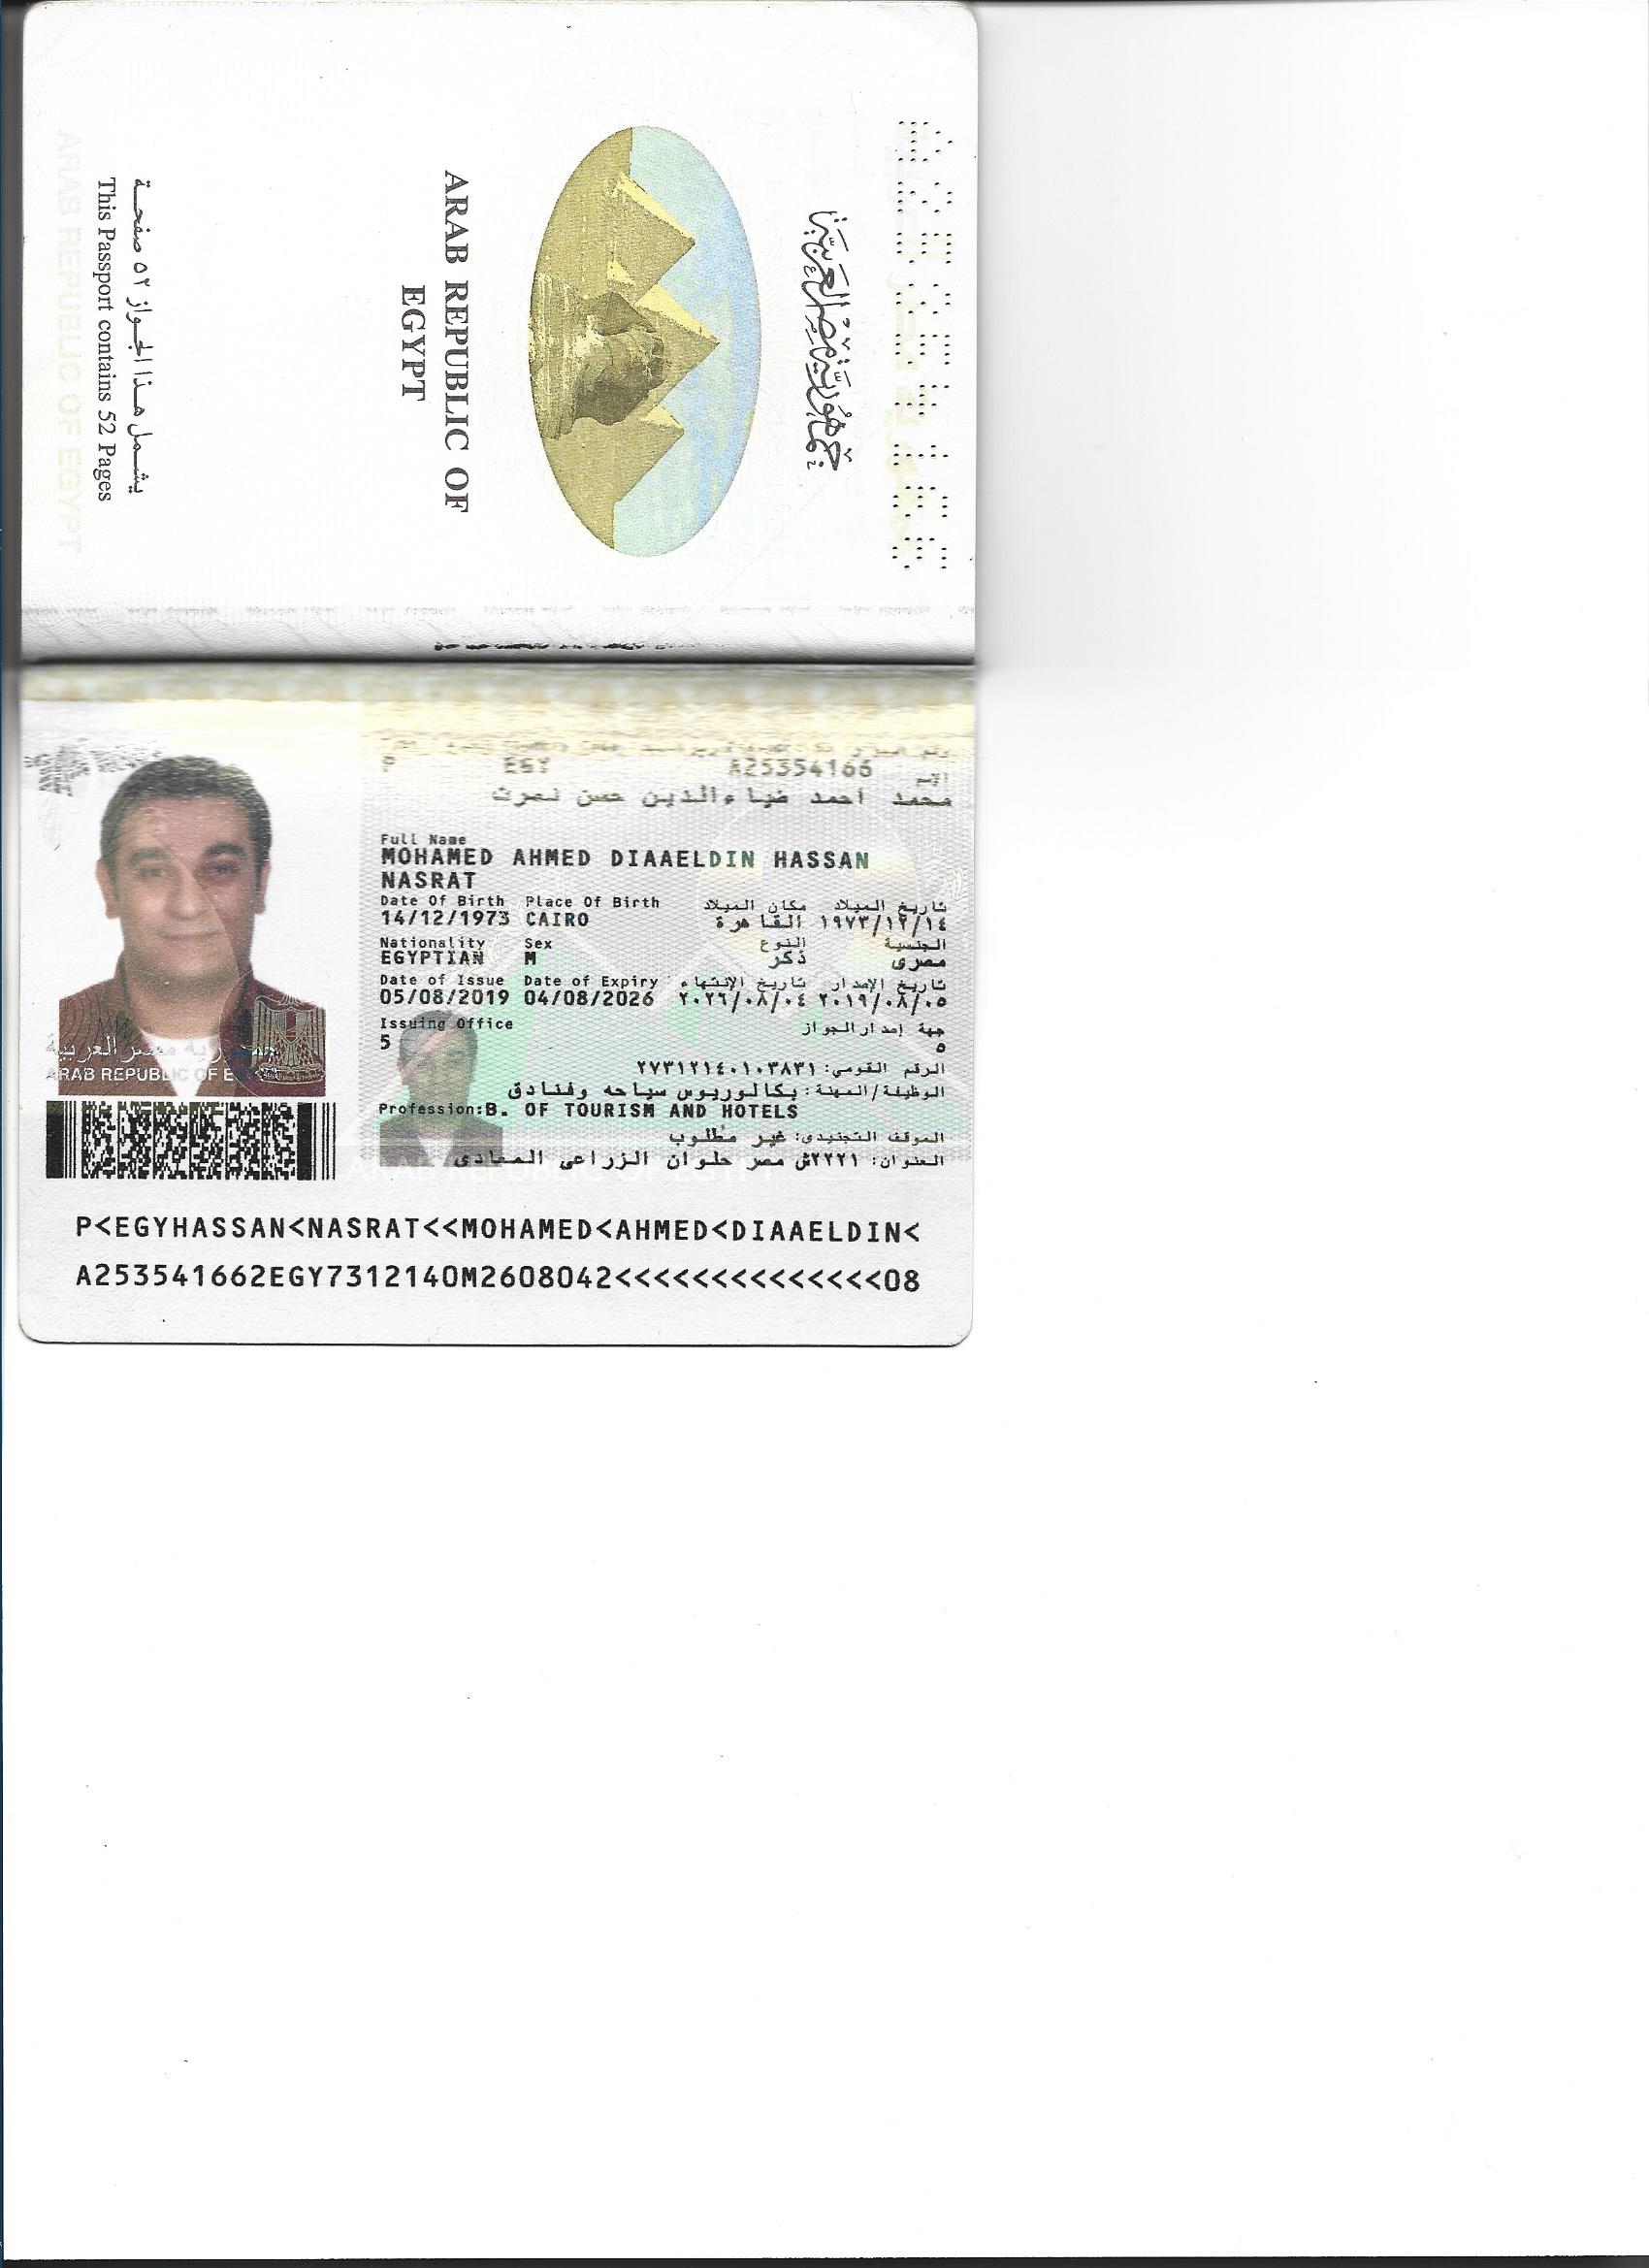 جمهورية مصر العربية
ARAB REPUBLIC OF
EGYPT
يشمل هذا الجواز ٥٢ صفحة
This Passport contains 52 Pages
ARAB REPUBLIC OF EGYPT
P EGY A25354166
محمد احمد ضياءالدين حسن نصرت
Full Name
MOHAMED AHMED DIAAELDIN HASSAN
NASRAT
Date Of Birth Place Of Birth مكان الميلاد تاريخ الميلاد
14/12/1973 CAIRO القاهرة ١٩٧٣/١٢/١٤
Nationality Sex النوع الجنسية
EGYPTIAN M ذكر مصرى
Date of Issue Date of Expiry تاريخ الإنتهاء تاريخ الإصدار
05/08/2019 04/08/2026 ٢٠٢٦/٠٨/٠٤ ٢٠١٩/٠٨/٠٥
Issuing Office جهة إصدار الجواز
5 ٥
الرقم القومى: ٢٧٣١٢١٤٠١٠٣٨٣١
الوظيفة/المهنة: بكالوريوس سياحه وفنادق
Profession:B. OF TOURISM AND HOTELS
الموقف التجنيدى: غير مطلوب
العنوان: ٢٢٢١ش مصر حلوان الزراعى المعادى
جمهورية مصر العربية
ARAB REPUBLIC OF EGYPT
P<EGYHASSAN<NASRAT<<MOHAMED<AHMED<DIAAELDIN<
A253541662EGY7312140M2608042<<<<<<<<<<<<<<08